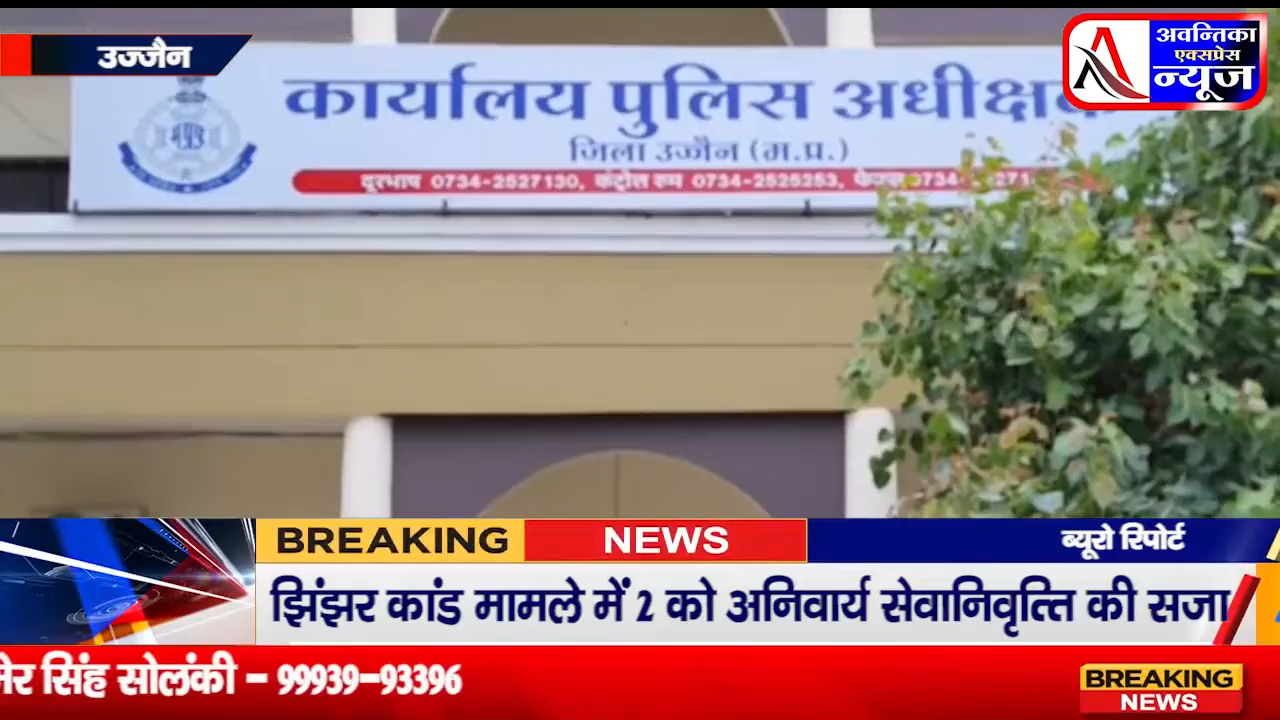 उज्जैन
अवन्तिका
एक्सप्रेस
न्यूज
कार्यालय पुलिस अधीक्षक
जिला उज्जैन (म.प्र.)
दूरभाष 0734-2527130, कंट्रोल रूम 0734-2525253,
BREAKING NEWS
ब्यूरो रिपोर्ट
झिंझर कांड मामले में 2 को अनिवार्य सेवानिवृत्ति की सजा
सिंह सोलंकी - 99939-93396
BREAKING
NEWS